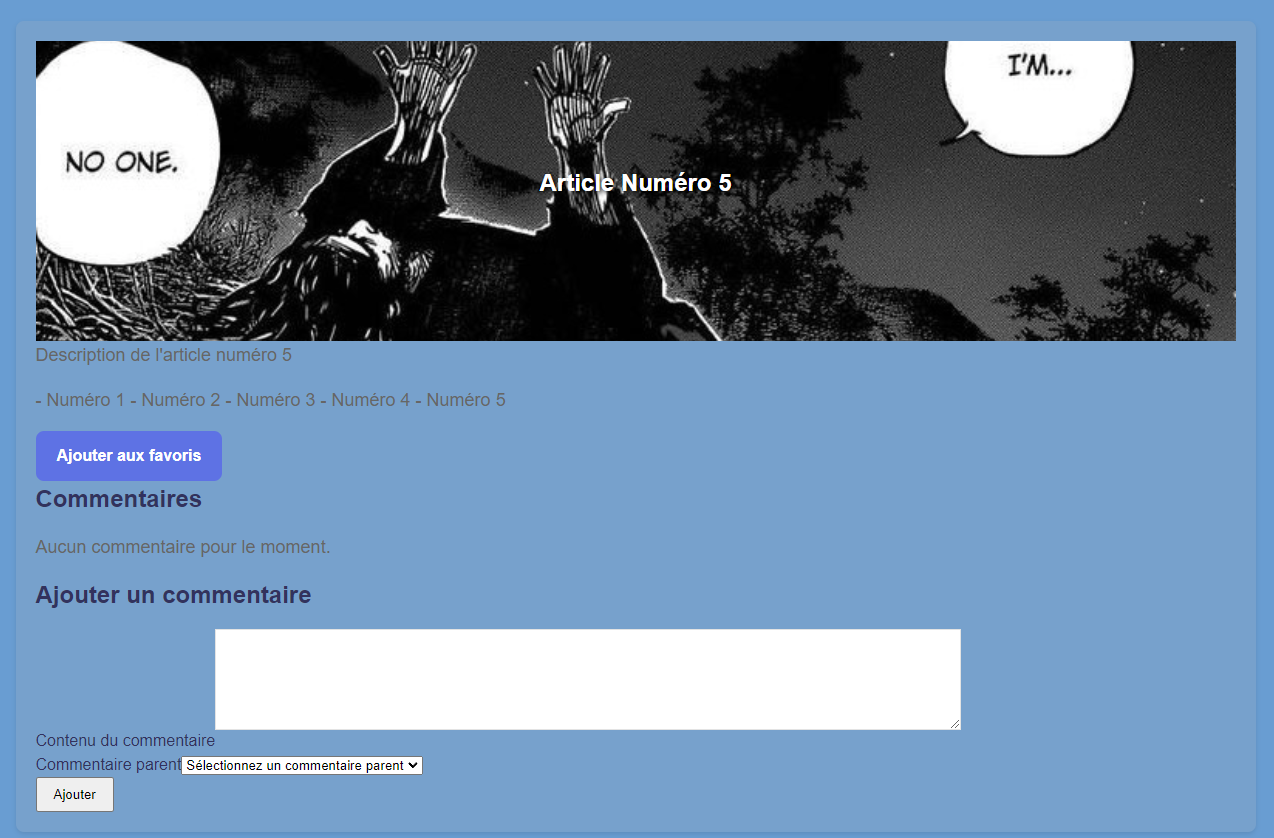 I'M...
NO ONE.
Article Numéro 5
Description de l'article numéro 5
- Numéro 1 - Numéro 2 - Numéro 3 - Numéro 4 - Numéro 5
Ajouter aux favoris
Commentaires
Aucun commentaire pour le moment.
Ajouter un commentaire
Contenu du commentaire
Commentaire parent Sélectionnez un commentaire parent
Ajouter